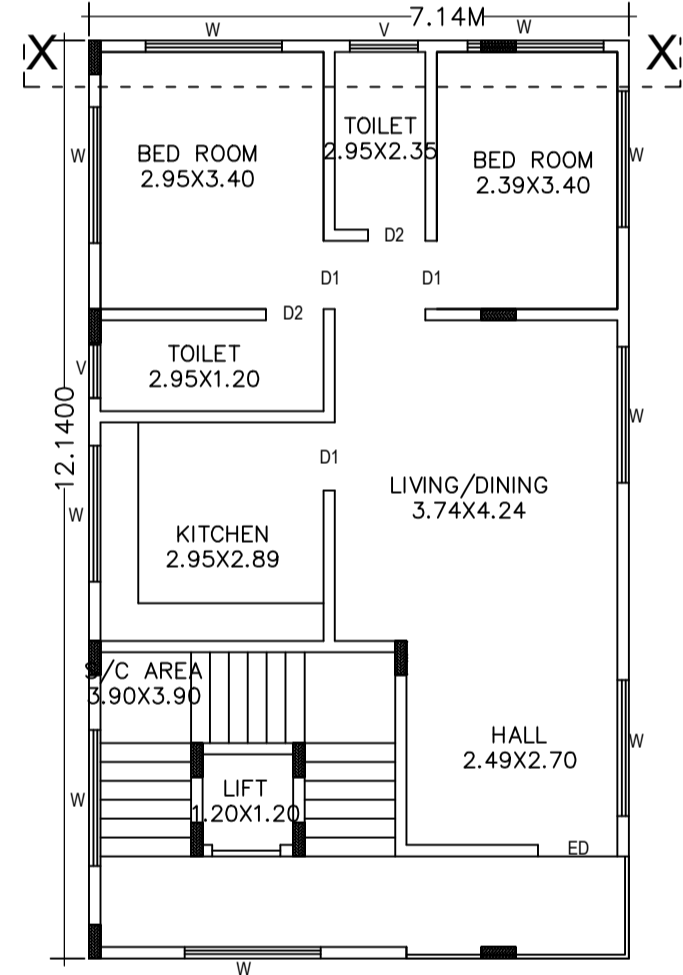 7.14M
W
V
W
X
X
TOILET
2.95X2.35
BED ROOM
2.95X3.40
BED ROOM
2.39X3.40
W
W
D2
D1
D1
D2
TOILET
2.95X1.20
V
12.1400
W
D1
LIVING/DINING
3.74X4.24
W
KITCHEN
2.95X2.89
S/C AREA
3.90X3.90
HALL
2.49X2.70
W
LIFT
1.20X1.20
W
ED
W